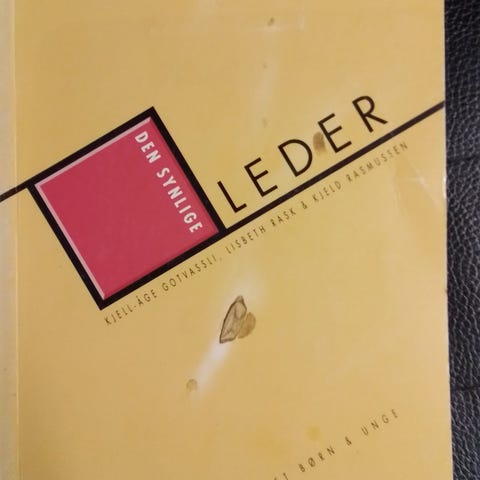 DEN SYNLIGE
LEDER
KJELL-ÅGE GOTVASSLI, LISBETH RASK & KJELD RASMUSSEN
BØRN & UNGE